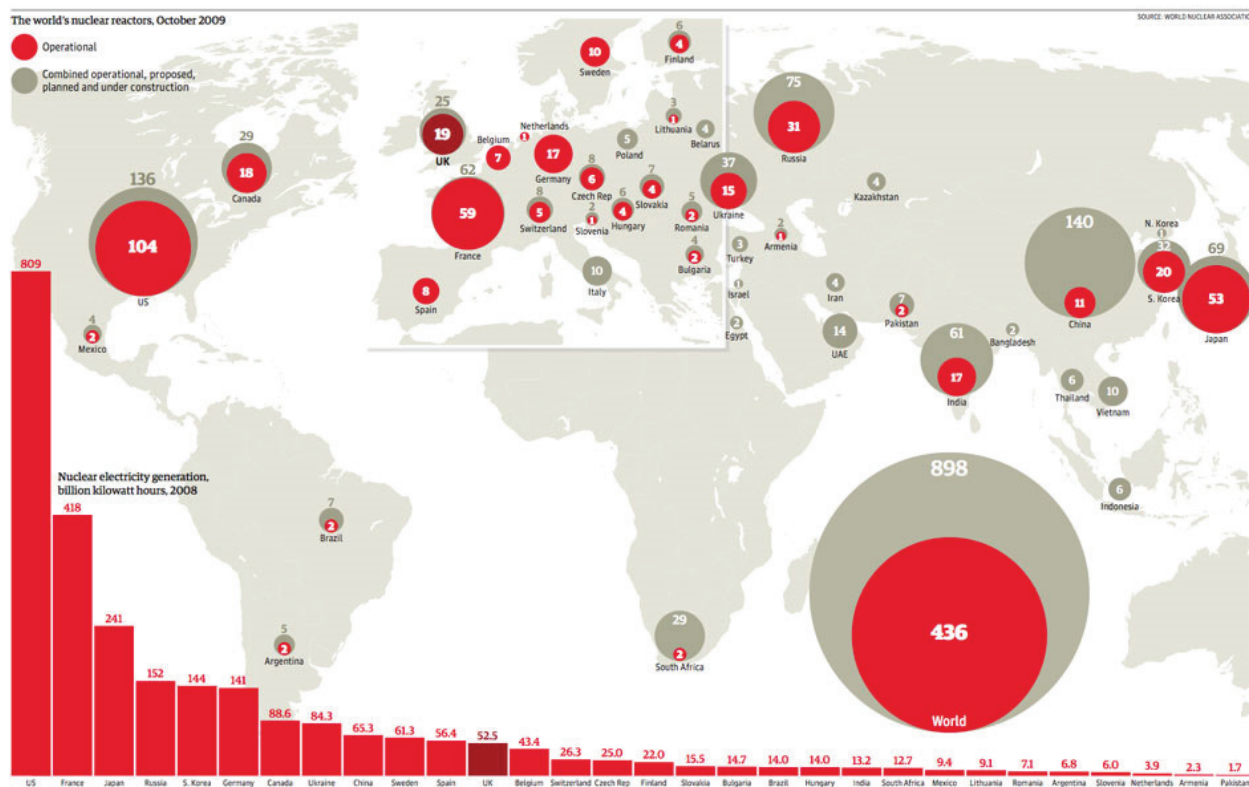 The world's nuclear reactors, October 2009
SOURCE: WORLD NUCLEAR ASSOCIATION
Operational
Combined operational, proposed,
planned and under construction
29
18
Canada
136
104
US
4
2
Mexico
7
2
Brazil
5
2
Argentina
10
Sweden
6
4
Finland
25
19
UK
Netherlands
1
Belgium
7
17
Germany
3
1
Lithuania
4
Belarus
5
Poland
8
6
Czech Rep
7
4
Slovakia
62
59
France
8
5
Switzerland
2
1
Slovenia
6
4
Hungary
37
15
Ukraine
5
2
Romania
4
2
Bulgaria
10
Italy
8
Spain
75
31
Russia
4
Kazakhstan
2
1
Armenia
3
Turkey
1
Israel
2
Egypt
4
Iran
14
UAE
7
2
Pakistan
61
17
India
2
Bangladesh
140
11
China
N. Korea
1
32
20
S. Korea
69
53
Japan
6
Thailand
10
Vietnam
6
Indonesia
29
2
South Africa
898
436
World
Nuclear electricity generation,
billion kilowatt hours, 2008
809
418
241
152
144
141
88.6
84.3
65.3
61.3
56.4
52.5
43.4
26.3
25.0
22.0
15.5
14.7
14.0
14.0
13.2
12.7
9.4
9.1
7.1
6.8
6.0
3.9
2.3
1.7
US France Japan Russia S. Korea Germany Canada Ukraine China Sweden Spain UK Belgium Switzerland Czech Rep Finland Slovakia Bulgaria Brazil Hungary India South Africa Mexico Lithuania Romania Argentina Slovenia Netherlands Armenia Pakistan